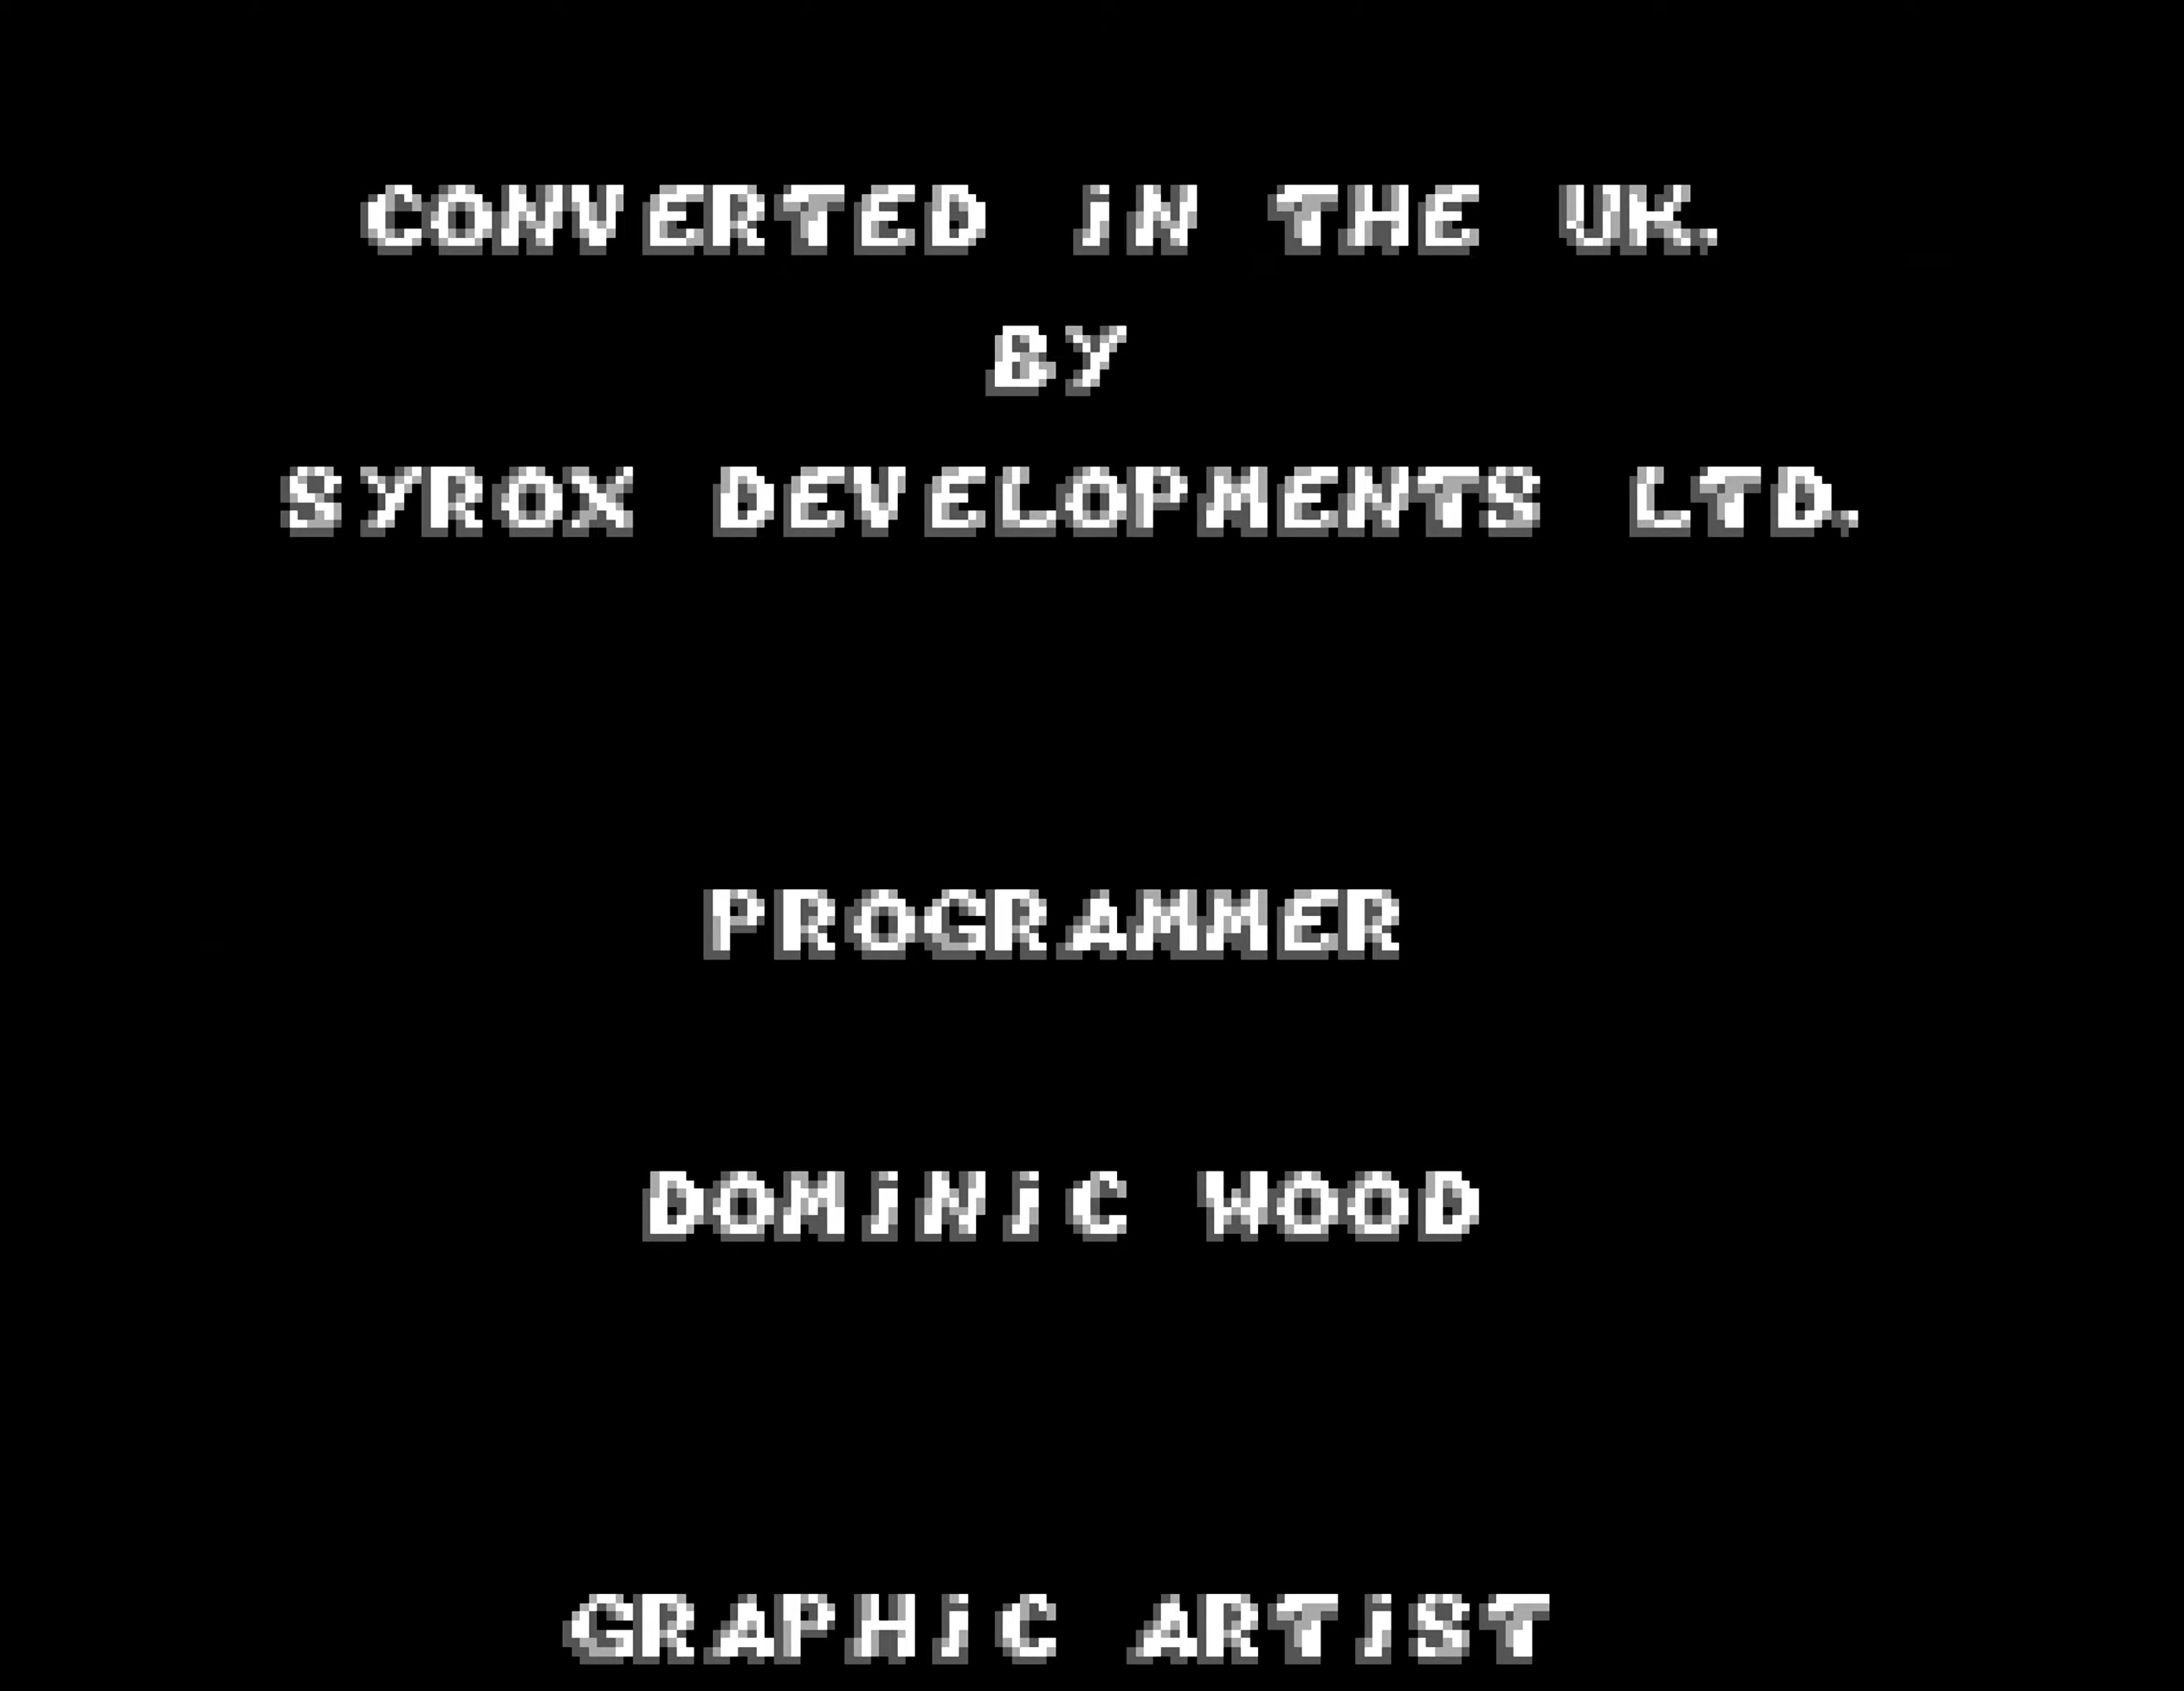 CONVERTED iN THE UK.
BY
SYROX DEVELOPMENTS LTD.
PROGRAMMER
DOMiNiC WOOD
GRAPHiC ARTiST